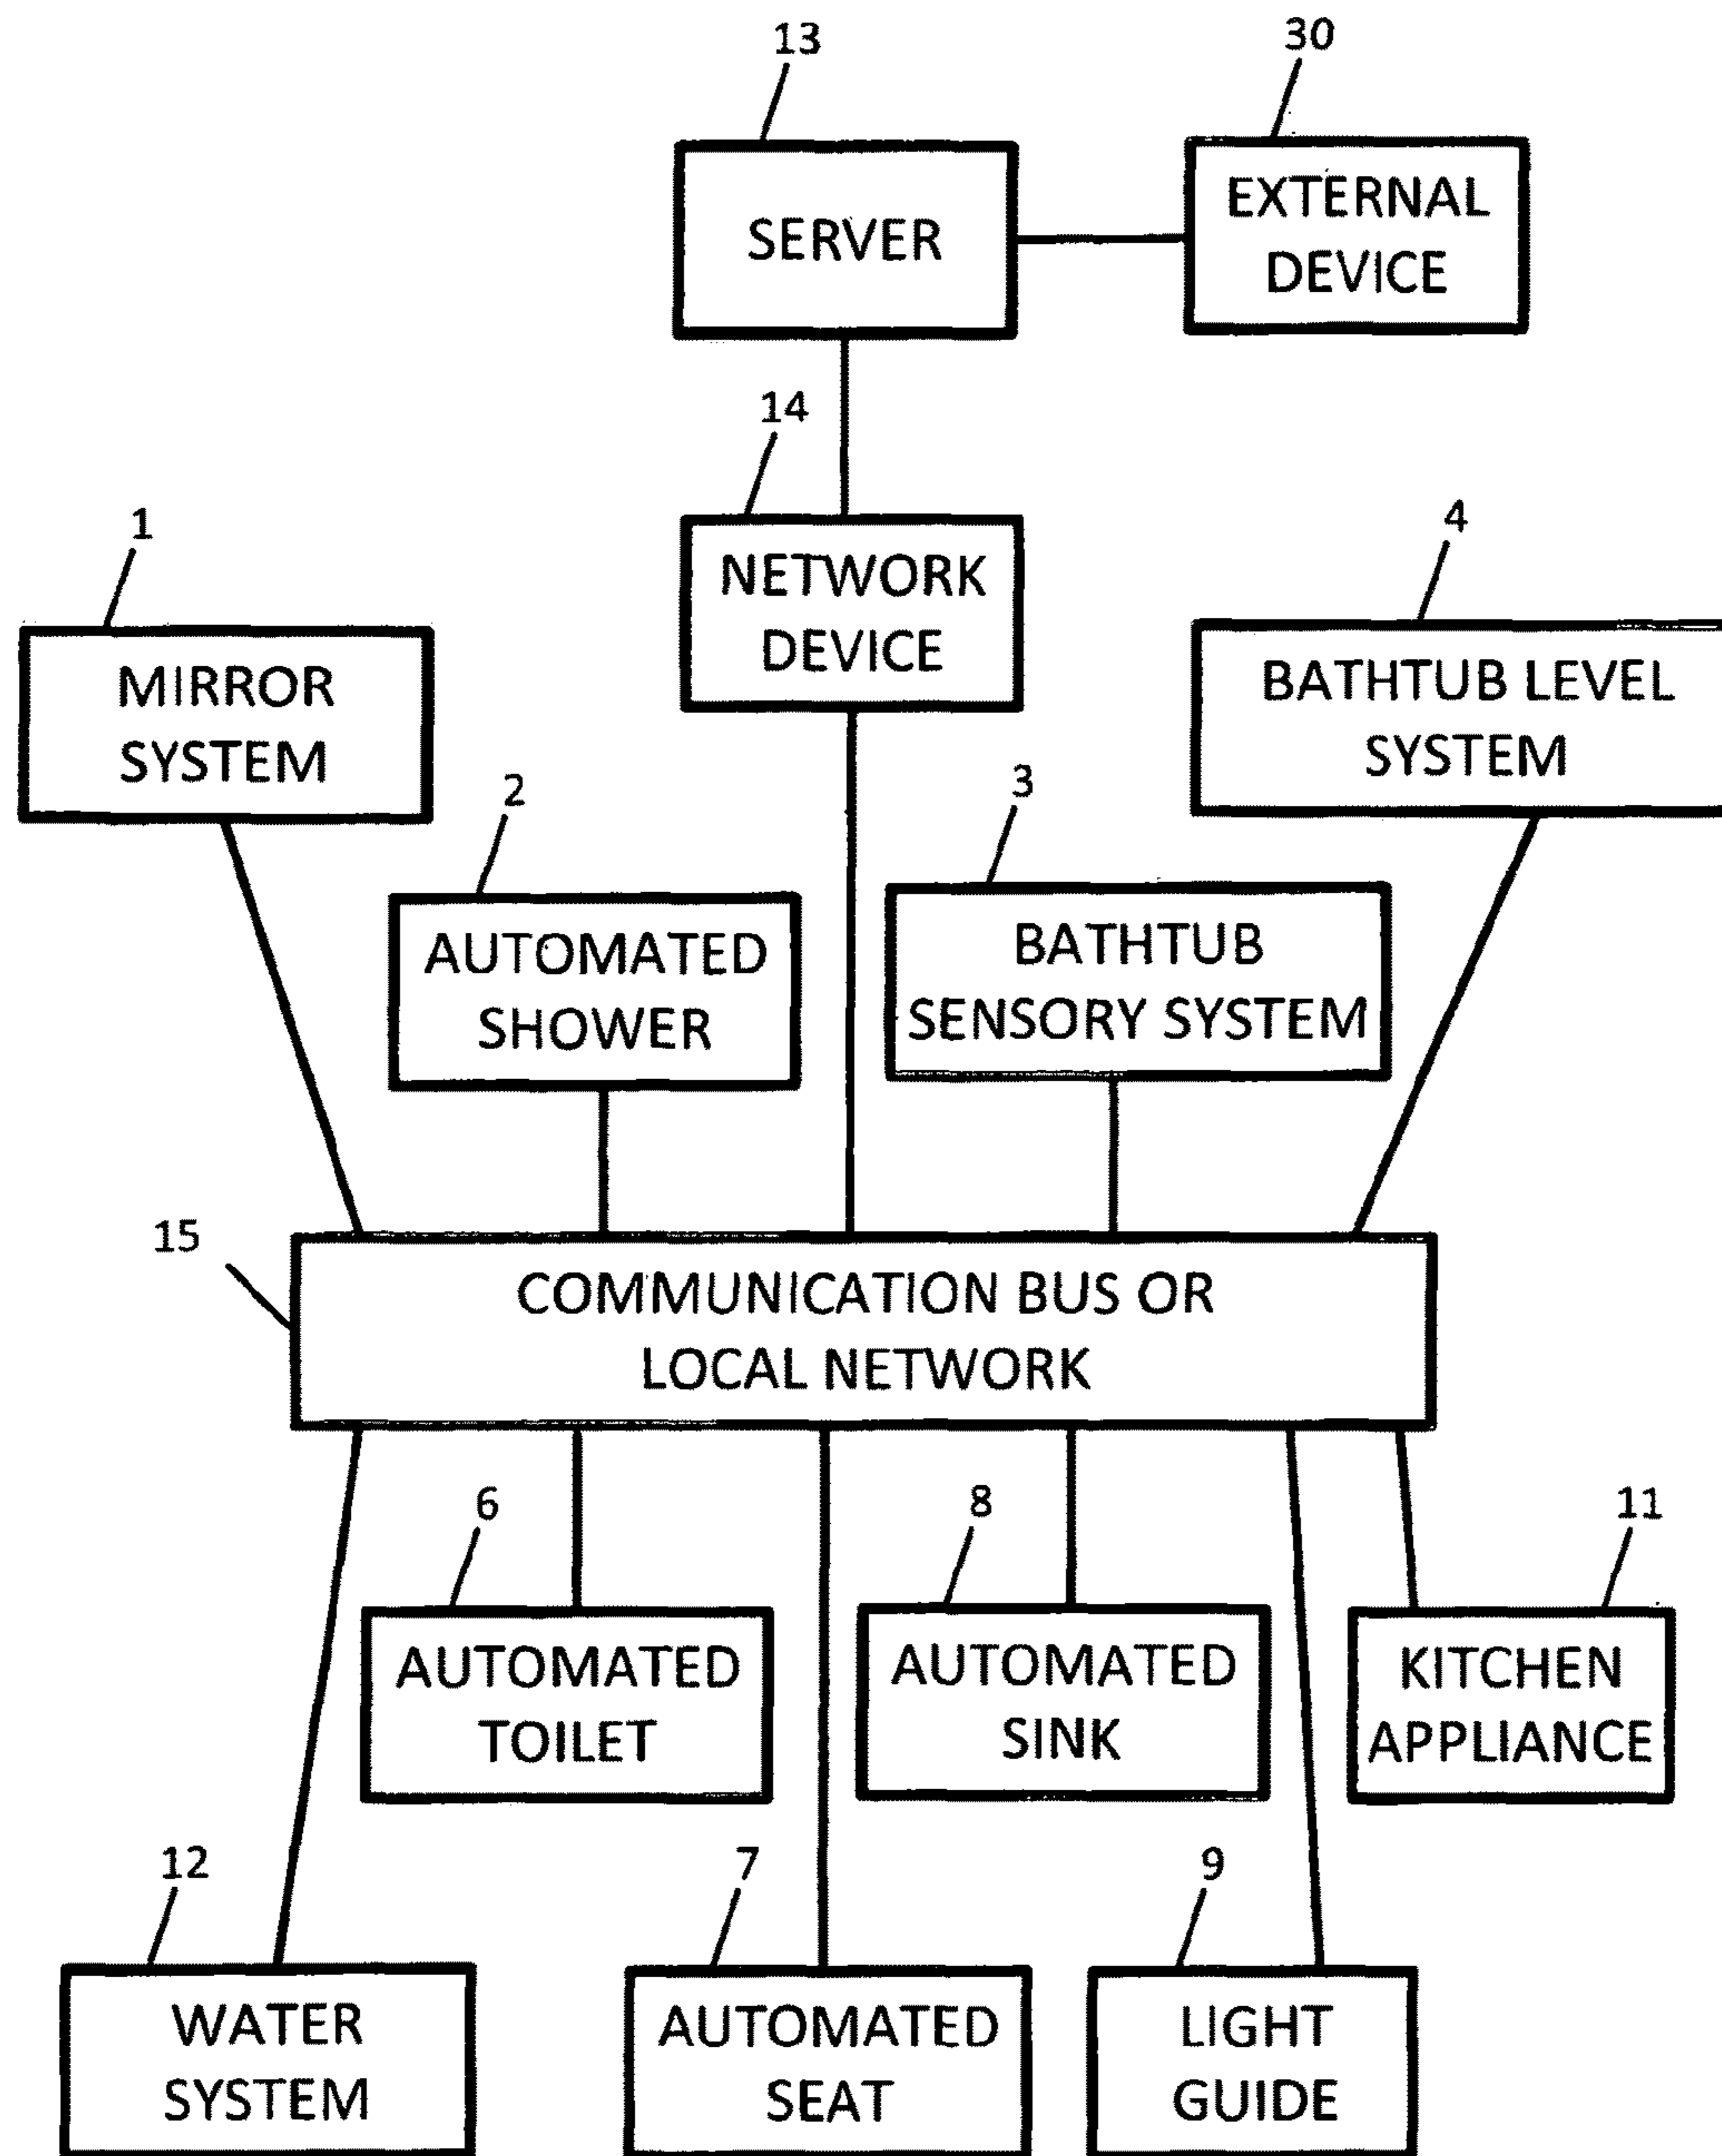 13
30
SERVER
EXTERNAL
DEVICE
14
NETWORK
DEVICE
1
MIRROR
SYSTEM
4
BATHTUB LEVEL
SYSTEM
2
AUTOMATED
SHOWER
3
BATHTUB
SENSORY SYSTEM
15
COMMUNICATION BUS OR
LOCAL NETWORK
6
AUTOMATED
TOILET
8
AUTOMATED
SINK
11
KITCHEN
APPLIANCE
12
WATER
SYSTEM
7
AUTOMATED
SEAT
9
LIGHT
GUIDE